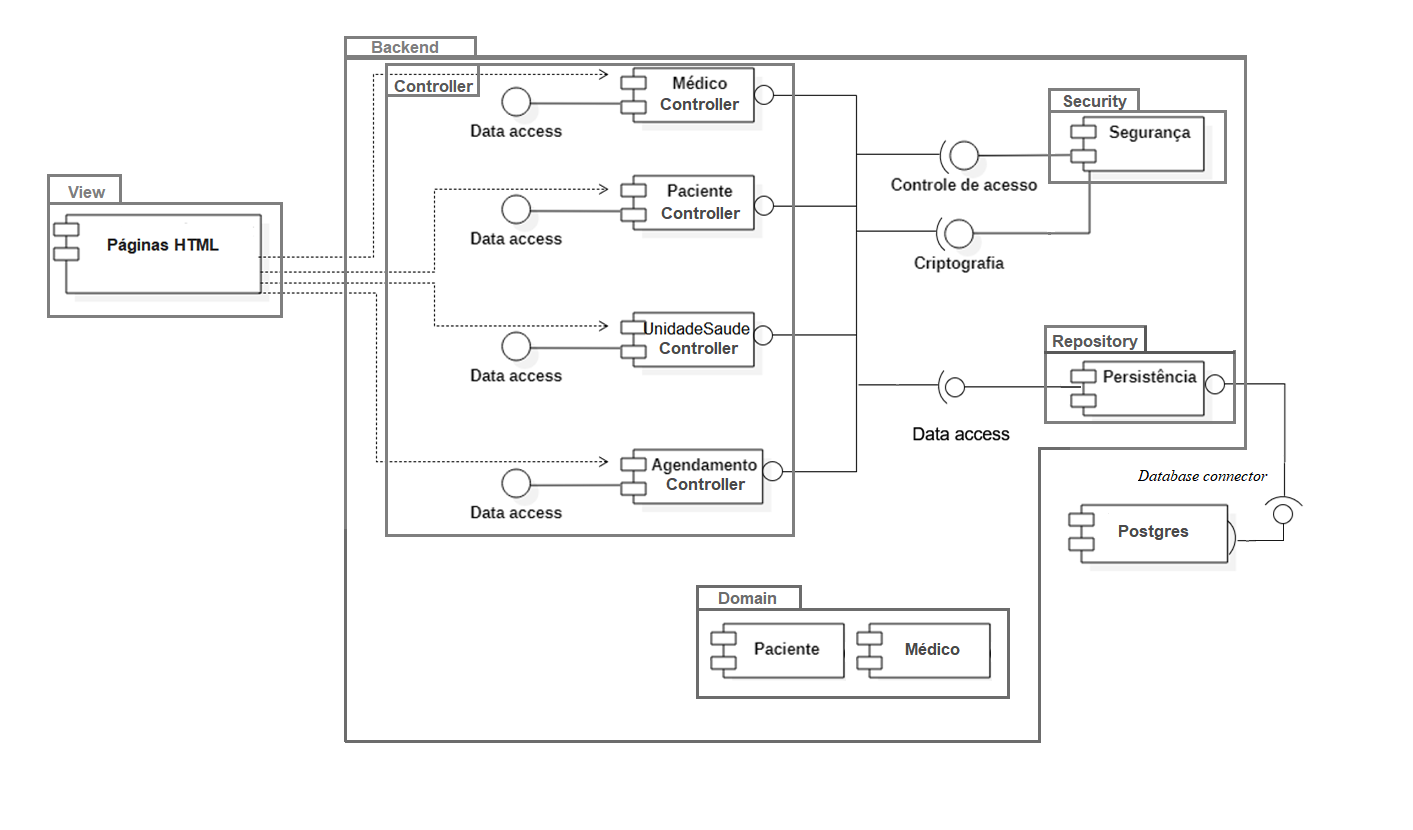 Backend
Controller
Médico
Controller
Data access
Security
Segurança
Controle de acesso
View
Páginas HTML
Paciente
Controller
Data access
Criptografia
UnidadeSaude
Controller
Data access
Repository
Persistência
Data access
Agendamento
Controller
Data access
Database connector
Postgres
Domain
Paciente
Médico